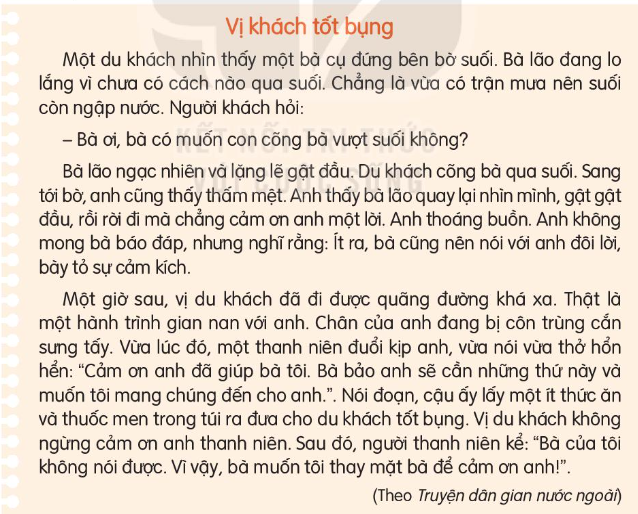 Vị khách tốt bụng
Một du khách nhìn thấy một bà cụ đứng bên bờ suối. Bà lão đang lo
lắng vì chưa có cách nào qua suối. Chẳng là vừa có trận mưa nên suối
còn ngập nước. Người khách hỏi:
KẾT NỐI TRI THỨC
– Bà ơi, bà có muốn con cõng bà vượt suối không?
VỚI CUỘC SỐNG
Bà lão ngạc nhiên và lặng lẽ gật đầu. Du khách cõng bà qua suối. Sang
tới bờ, anh cũng thấy thấm mệt. Anh thấy bà lão quay lại nhìn mình, gật gật
đầu, rồi rời đi mà chẳng cảm ơn anh một lời. Anh thoáng buồn. Anh không
mong bà báo đáp, nhưng nghĩ rằng: Ít ra, bà cũng nên nói với anh đôi lời,
bày tỏ sự cảm kích.
Một giờ sau, vị du khách đã đi được quãng đường khá xa. Thật là
một hành trình gian nan với anh. Chân của anh đang bị côn trùng cắn
sưng tấy. Vừa lúc đó, một thanh niên đuổi kịp anh, vừa nói vừa thở hổn
hển: “Cảm ơn anh đã giúp bà tôi. Bà bảo anh sẽ cần những thứ này và
muốn tôi mang chúng đến cho anh.”. Nói đoạn, cậu ấy lấy một ít thức ăn
và thuốc men trong túi ra đưa cho du khách tốt bụng. Vị du khách không
ngừng cảm ơn anh thanh niên. Sau đó, người thanh niên kể: “Bà của tôi
không nói được. Vì vậy, bà muốn tôi thay mặt bà để cảm ơn anh!”.
(Theo Truyện dân gian nước ngoài)